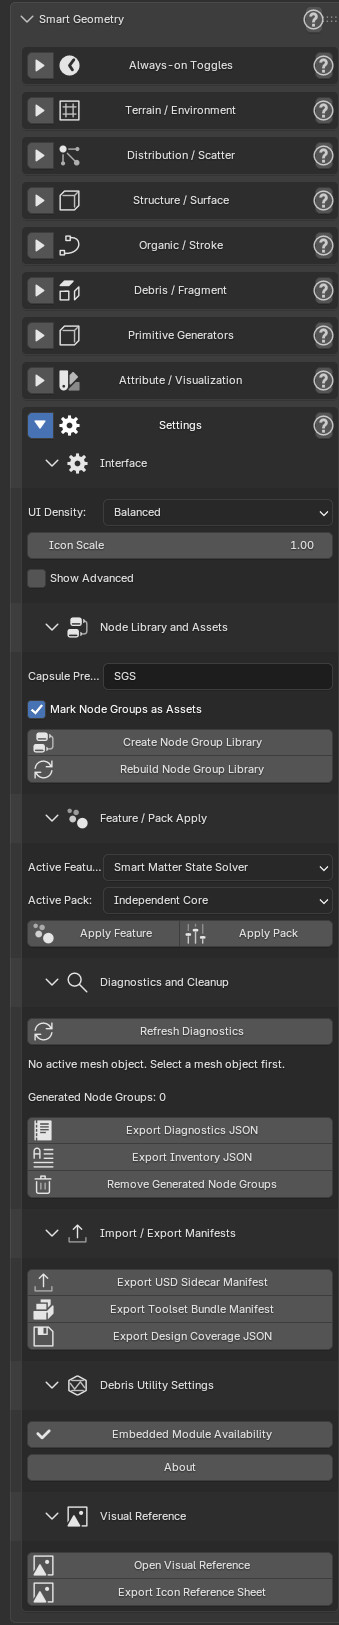 Smart Geometry
Always-on Toggles
Terrain / Environment
Distribution / Scatter
Structure / Surface
Organic / Stroke
Debris / Fragment
Primitive Generators
Attribute / Visualization
Settings
Interface
UI Density: Balanced
Icon Scale 1.00
Show Advanced
Node Library and Assets
Capsule Pre... SGS
Mark Node Groups as Assets
Create Node Group Library
Rebuild Node Group Library
Feature / Pack Apply
Active Featu... Smart Matter State Solver
Active Pack: Independent Core
Apply Feature Apply Pack
Diagnostics and Cleanup
Refresh Diagnostics
No active mesh object. Select a mesh object first.
Generated Node Groups: 0
Export Diagnostics JSON
Export Inventory JSON
Remove Generated Node Groups
Import / Export Manifests
Export USD Sidecar Manifest
Export Toolset Bundle Manifest
Export Design Coverage JSON
Debris Utility Settings
Embedded Module Availability
About
Visual Reference
Open Visual Reference
Export Icon Reference Sheet